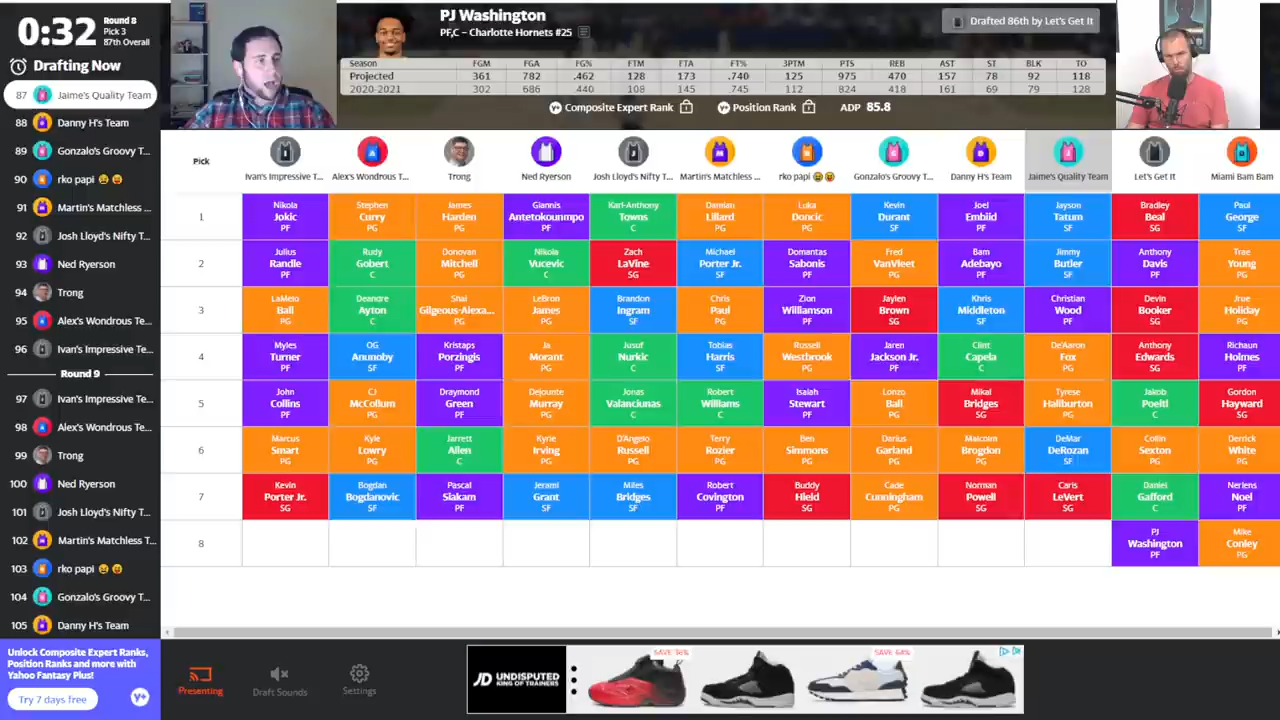 0:32
Round 8
Pick 3
87th Overall
Drafting Now
87 Jaime's Quality Team
88 Danny H's Team
89 Gonzalo's Groovy T...
90 rko papi
91 Martin's Matchless ...
92 Josh Lloyd's Nifty T...
93 Ned Ryerson
94 Trong
95 Alex's Wondrous Te...
96 Ivan's Impressive Te...
Round 9
97 Ivan's Impressive Te...
98 Alex's Wondrous Te...
99 Trong
100 Ned Ryerson
101 Josh Lloyd's Nifty T...
102 Martin's Matchless T...
103 rko papi
104 Gonzalo's Groovy T...
105 Danny H's Team
Unlock Composite Expert Ranks,
Position Ranks and more with
Yahoo Fantasy Plus!
Try 7 days free
Y+
PJ Washington
PF,C ~ Charlotte Hornets #25
Drafted 86th by Let's Get It
Season FGM FGA FG% FTM FTA FT% 3PTM PTS REB AST ST BLK TO
Projected 361 782 .462 128 173 .740 125 975 470 157 78 92 118
2020-2021 302 686 .440 108 145 .745 112 824 418 161 69 79 128
Y+ Composite Expert Rank Y+ Position Rank ADP 85.8
Pick Ivan's Impressive T... Alex's Wondrous T... Trong Ned Ryerson Josh Lloyd's Nifty T... Martin's Matchless ... rko papi Gonzalo's Groovy T... Danny H's Team Jaime's Quality Team Let's Get It Miami Bam Bam
1
Nikola Stephen James Giannis Karl-Anthony Damian Luka Kevin Joel Jayson Bradley Paul
Jokic Curry Harden Antetokounmpo Towns Lillard Doncic Durant Embiid Tatum Beal George
PF PG PG PF C PG PG SF PF SF SG SF
2
Julius Rudy Donovan Nikola Zach Michael Domantas Fred Bam Jimmy Anthony Trae
Randle Gobert Mitchell Vucevic LaVine Porter Jr. Sabonis VanVleet Adebayo Butler Davis Young
PF C PG C SG SF PF PG PF SF PF PG
3
LaMelo Deandre Shai LeBron Brandon Chris Zion Jaylen Khris Christian Devin Jrue
Ball Ayton Gilgeous-Alexa... James Ingram Paul Williamson Brown Middleton Wood Booker Holiday
PG C PG PG SF PG PF SG SF PF SG PG
4
Myles OG Kristaps Ja Jusuf Tobias Russell Jaren Clint De'Aaron Anthony Richaun
Turner Anunoby Porzingis Morant Nurkic Harris Westbrook Jackson Jr. Capela Fox Edwards Holmes
PF SF PF PG C SF PG PF C PG SG PF
5
John CJ Draymond Dejounte Jonas Robert Isaiah Lonzo Mikal Tyrese Jakob Gordon
Collins McCollum Green Murray Valanciunas Williams Stewart Ball Bridges Haliburton Poeltl Hayward
PF PG PF PG C C PF PG SG PG C SG
6
Marcus Kyle Jarrett Kyrie D'Angelo Terry Ben Darius Malcolm DeMar Collin Derrick
Smart Lowry Allen Irving Russell Rozier Simmons Garland Brogdon DeRozan Sexton White
PG PG C PG PG PG PG PG PG SF PG PG
7
Kevin Bogdan Pascal Jerami Miles Robert Buddy Cade Norman Caris Daniel Nerlens
Porter Jr. Bogdanovic Siakam Grant Bridges Covington Hield Cunningham Powell LeVert Gafford Noel
SG SF PF SF SF PF SG PG SG SG C PF
8
PJ Mike
Washington Conley
PF PG
Presenting
Draft Sounds
Settings
JD UNDISPUTED
KING OF TRAINERS
SAVE 36%
SAVE 64%